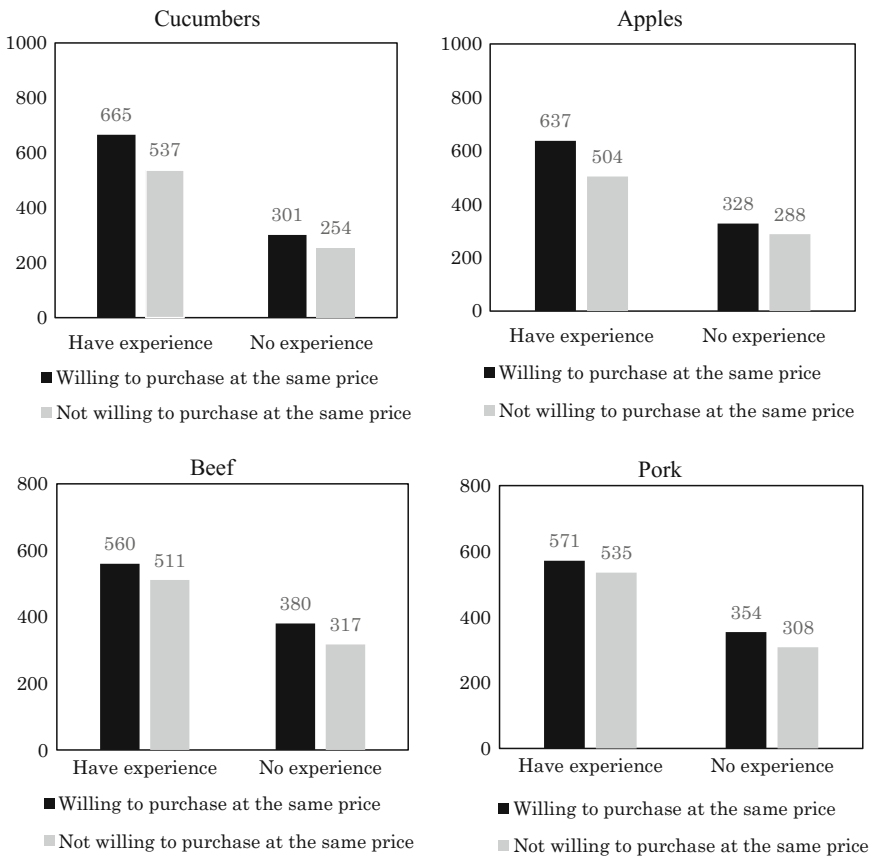 Cucumbers
1000
800
600
400
200
0
665
537
301
254
Have experience
No experience
Willing to purchase at the same price
Not willing to purchase at the same price
Apples
1000
800
600
400
200
0
637
504
328
288
Have experience
No experience
Willing to purchase at the same price
Not willing to purchase at the same price
Beef
800
600
400
200
0
560
511
380
317
Have experience
No experience
Willing to purchase at the same price
Not willing to purchase at the same price
Pork
800
600
400
200
0
571
535
354
308
Have experience
No experience
Willing to purchase at the same price
Not willing to purchase at the same price